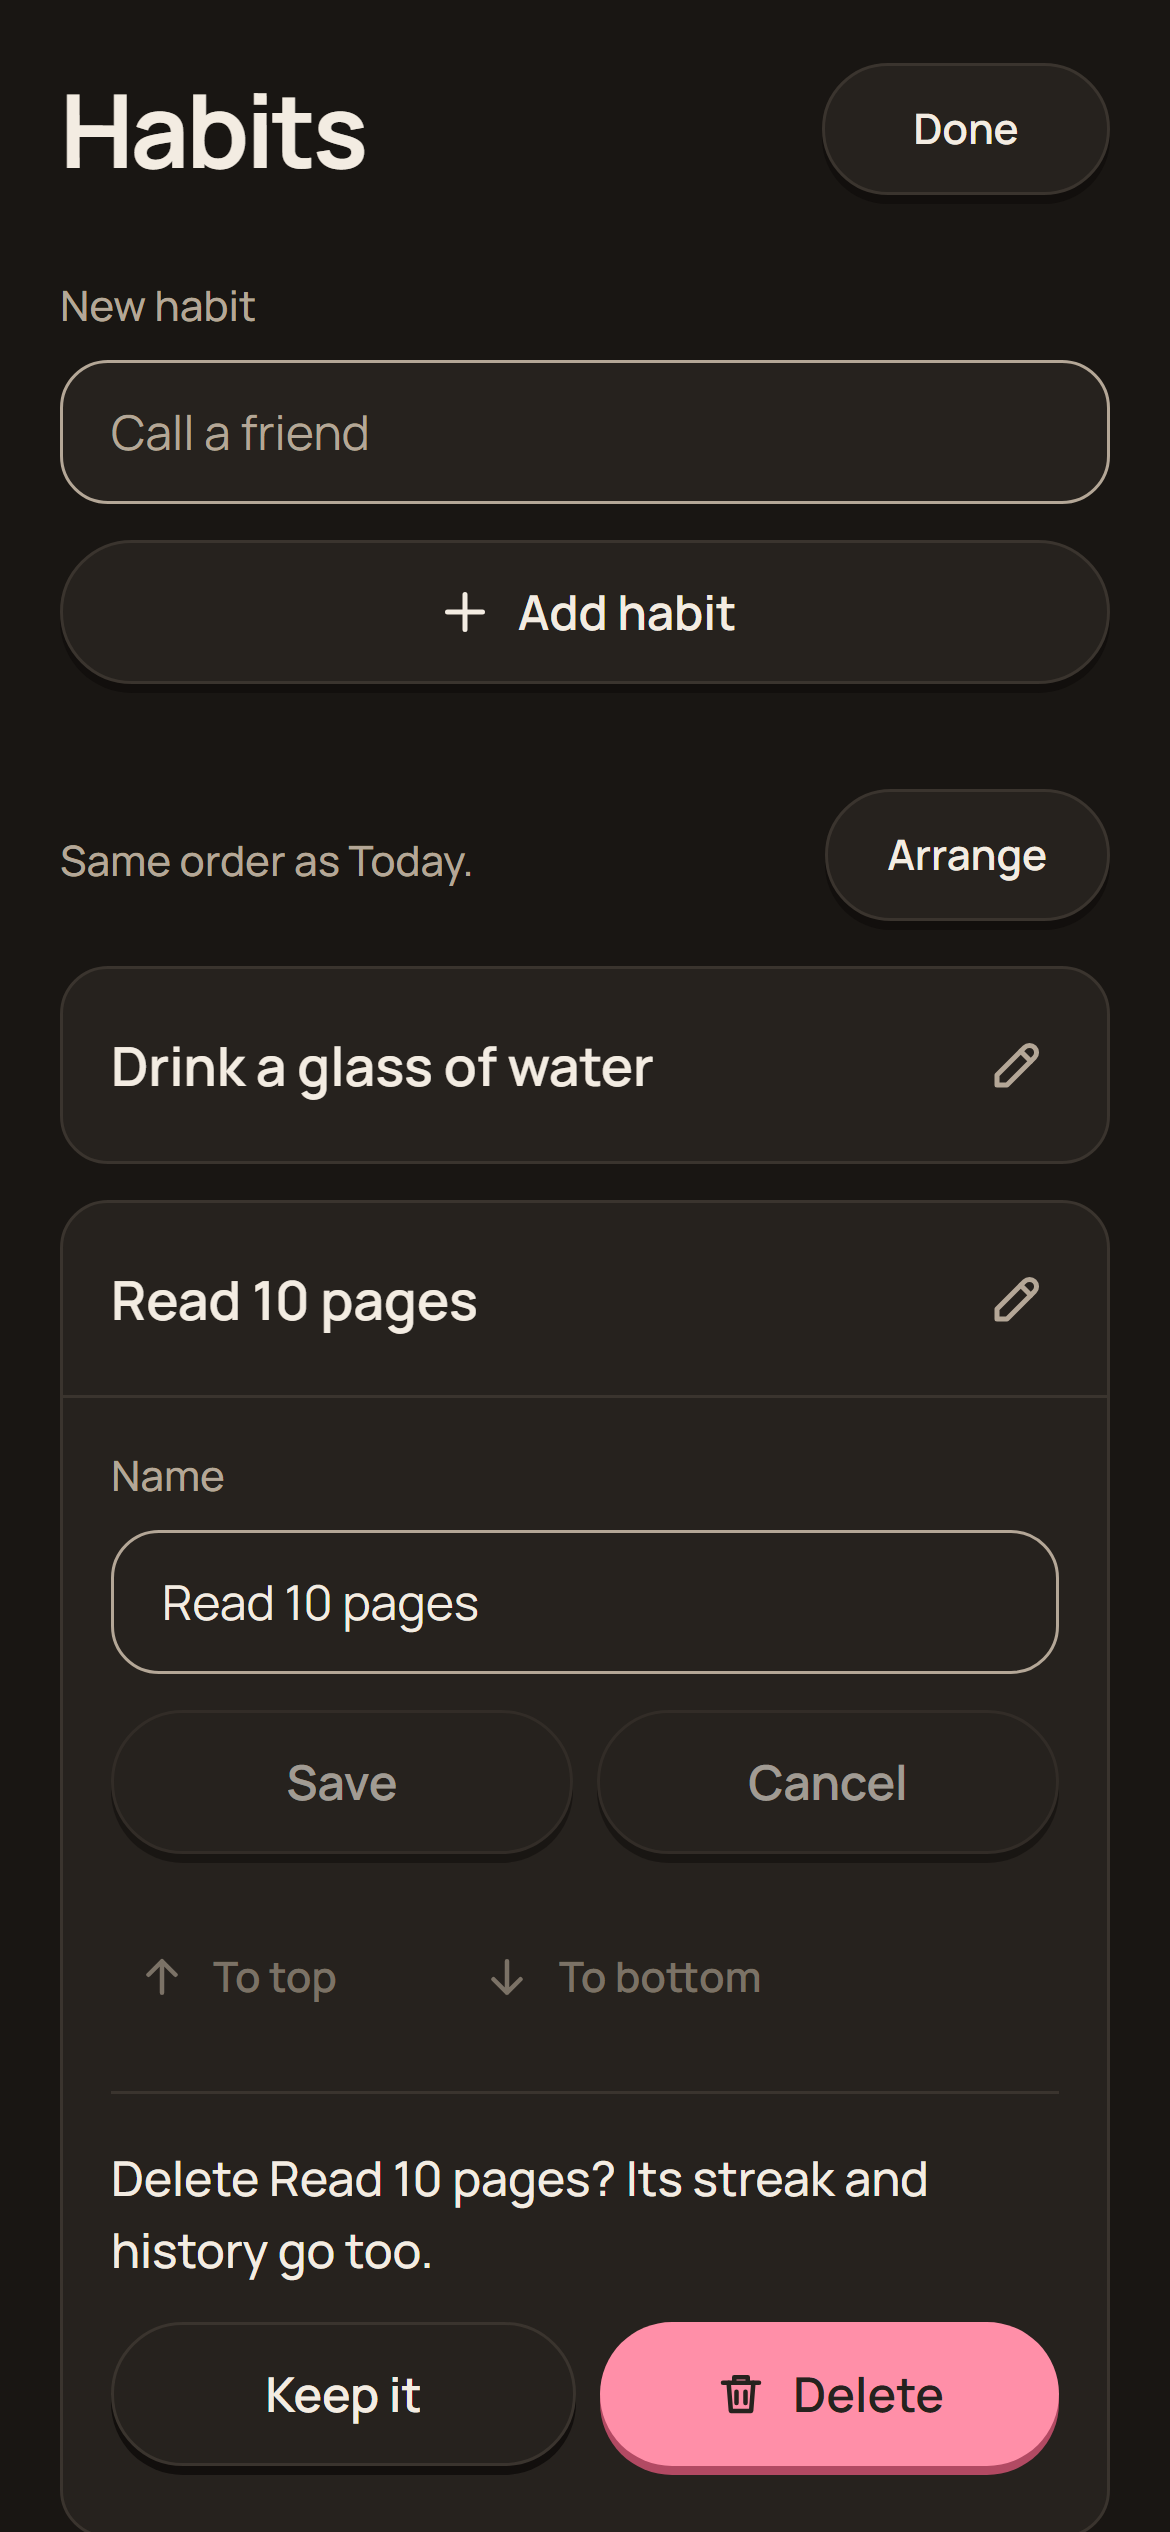 Habits
Done
New habit
Call a friend
Add habit
Same order as Today.
Arrange
Drink a glass of water
Read 10 pages
Name
Read 10 pages
Save
Cancel
To top
To bottom
Delete Read 10 pages? Its streak and
history go too.
Keep it
Delete